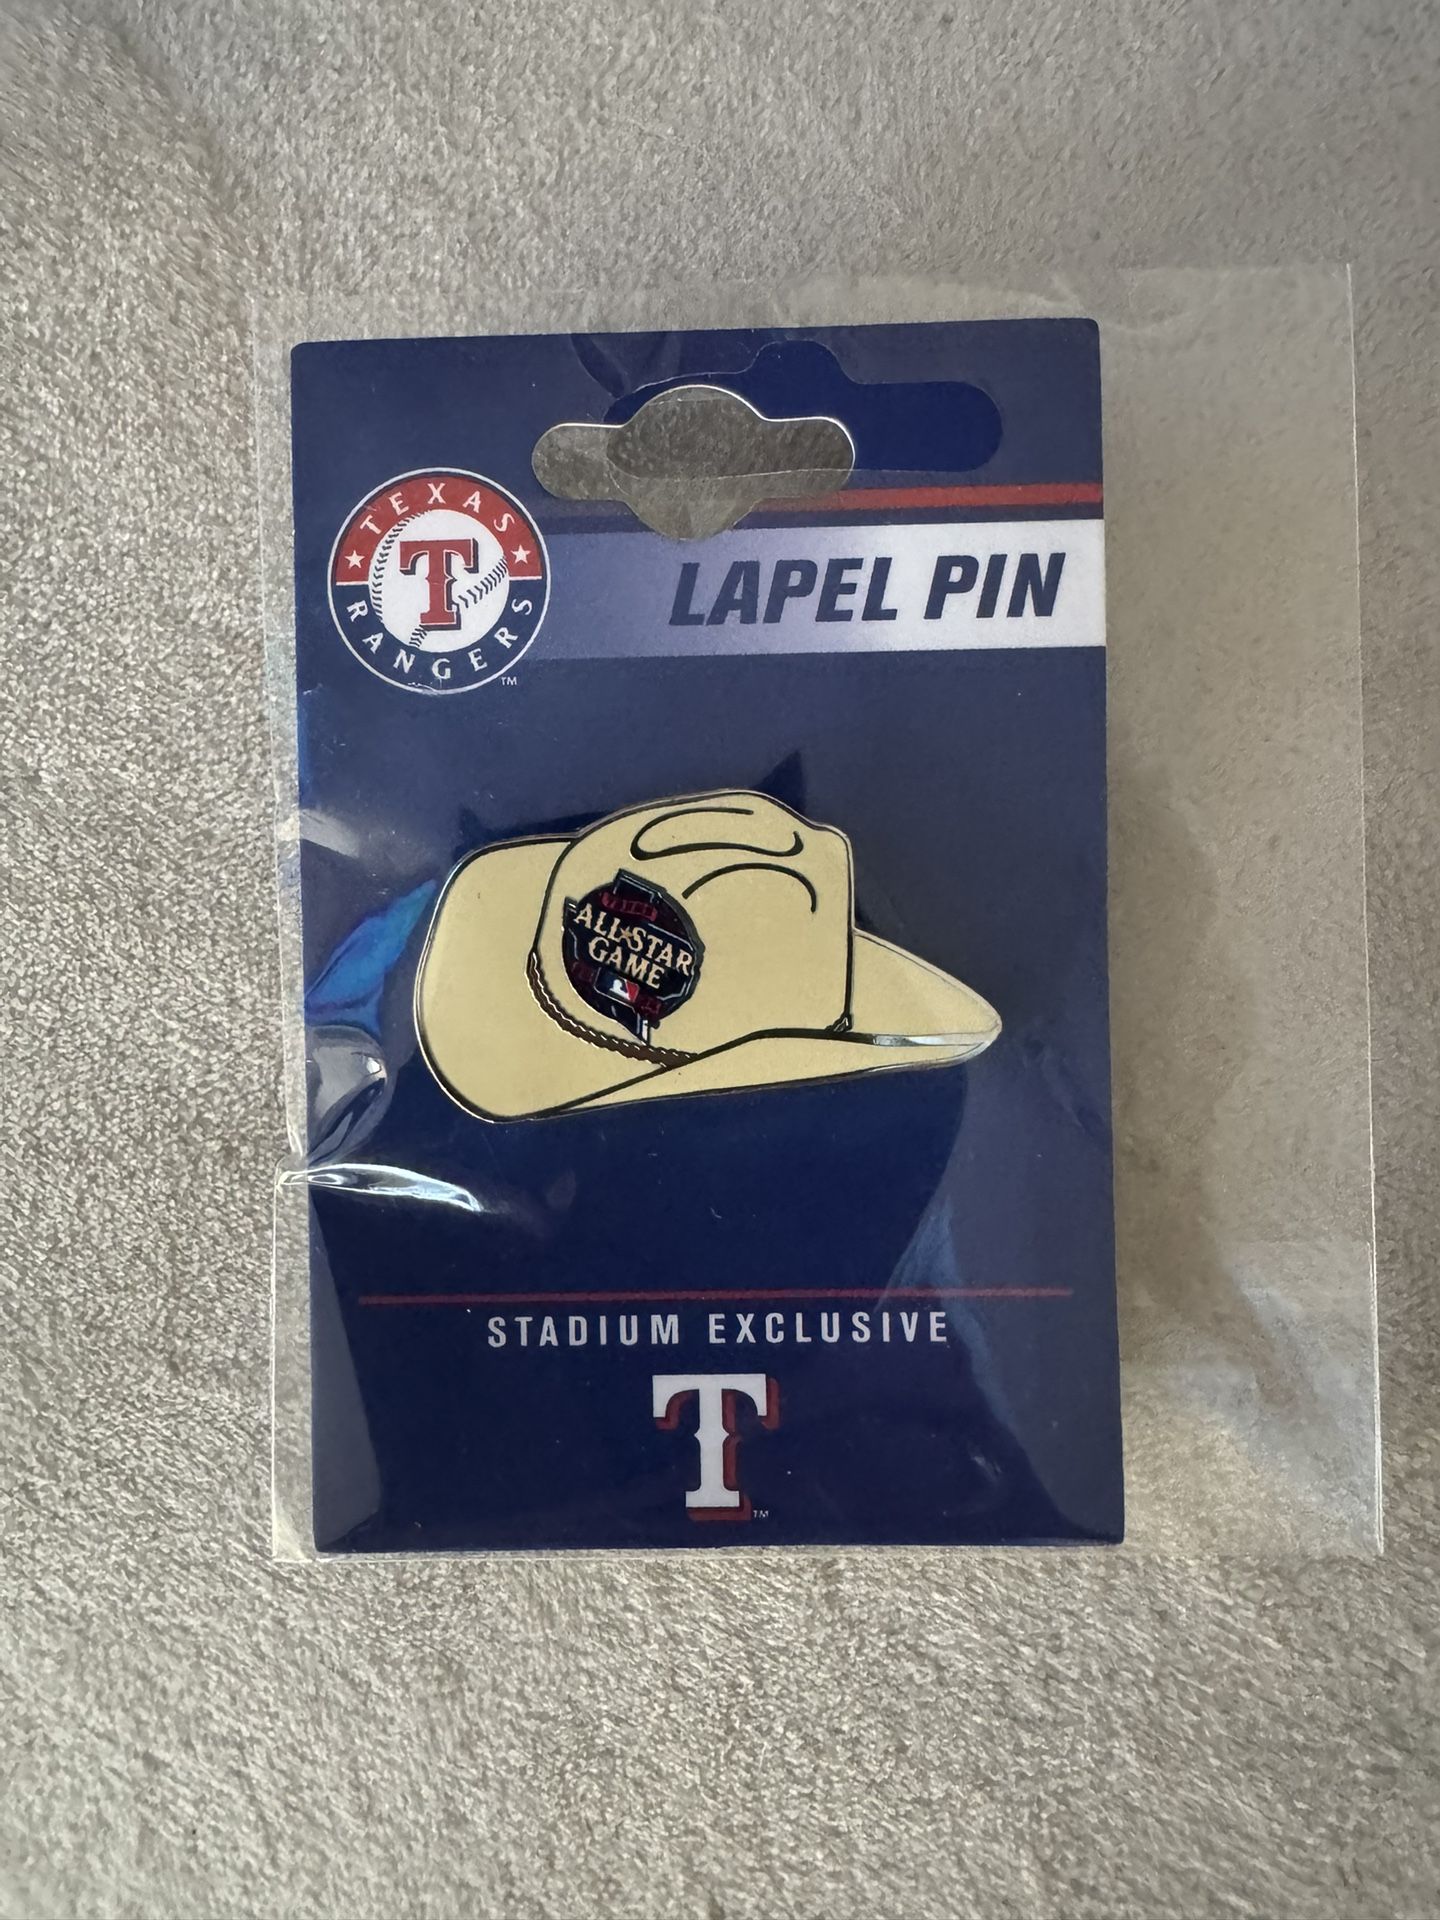 TEXAS
T
RANGERS
TM
LAPEL PIN
ALL★STAR
GAME
STADIUM EXCLUSIVE
T
TM